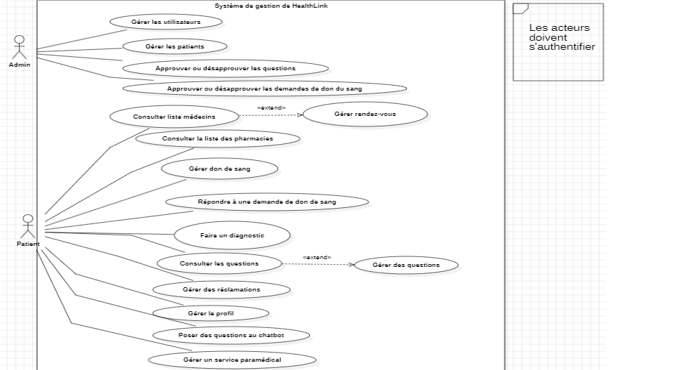 Système de gestion de HealthLink
Gérer les utilisateurs
Gérer les patients
Approuver ou désapprouver les questions
Approuver ou désapprouver les demandes de don du sang
Admin
Consulter liste médecins
«extend»
Gérer rendez-vous
Consulter la liste des pharmacies
Gérer don de sang
Répondre à une demande de don de sang
Faire un diagnostic
Patient
Consulter les questions
«extend»
Gérer des questions
Gérer des réclamations
Gérer le profil
Poser des questions au chatbot
Gérer un service paramédical
Les acteurs
doivent
s'authentifier